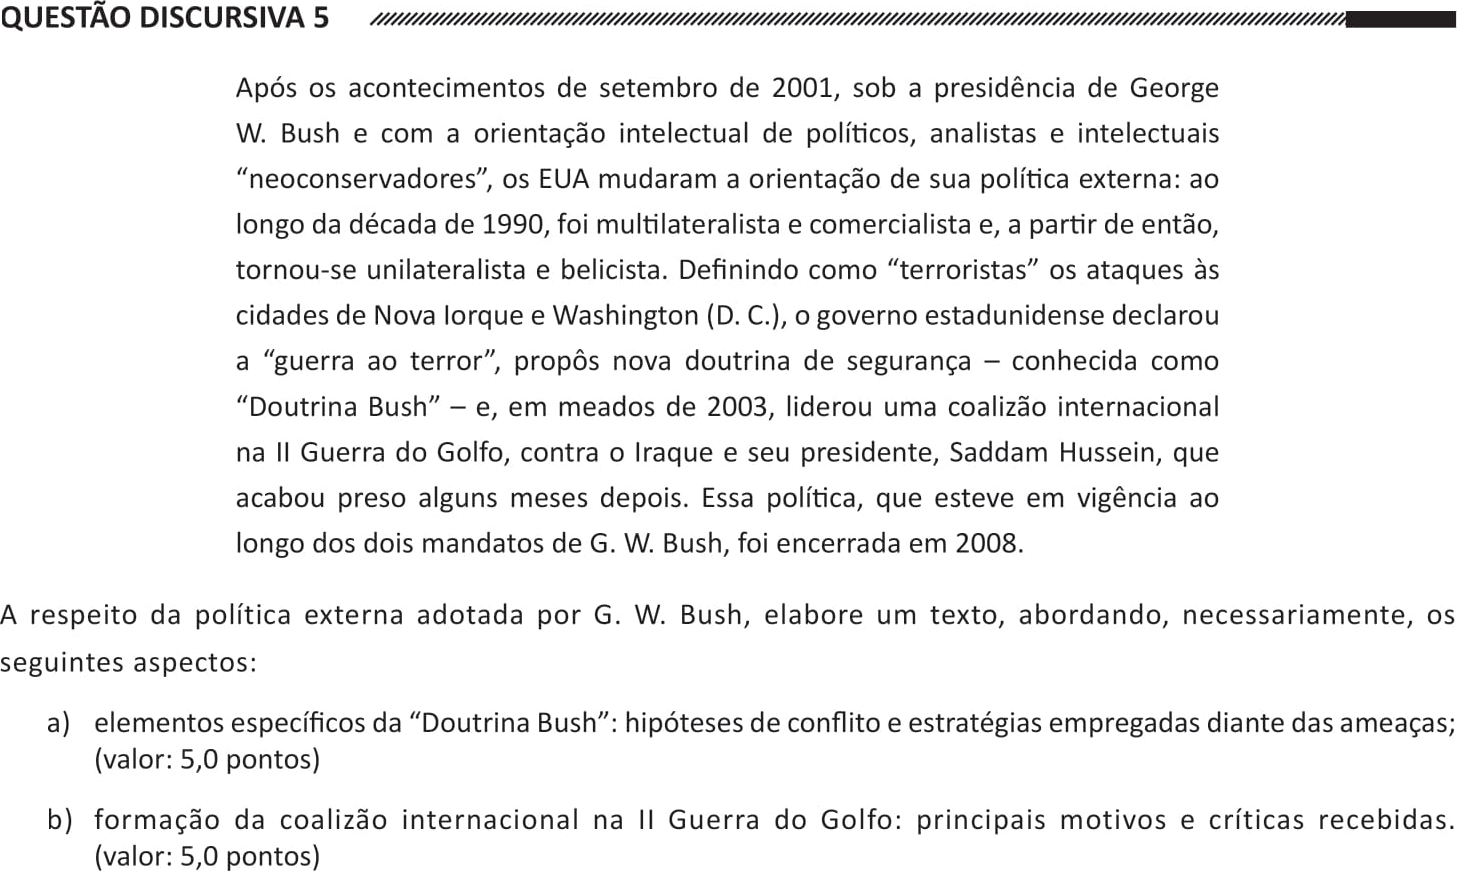 QUESTÃO DISCURSIVA 5
Após os acontecimentos de setembro de 2001, sob a presidência de George
W. Bush e com a orientação intelectual de políticos, analistas e intelectuais
“neoconservadores”, os EUA mudaram a orientação de sua política externa: ao
longo da década de 1990, foi multilateralista e comercialista e, a partir de então,
tornou-se unilateralista e belicista. Definindo como “terroristas” os ataques às
cidades de Nova Iorque e Washington (D. C.), o governo estadunidense declarou
a “guerra ao terror”, propôs nova doutrina de segurança – conhecida como
“Doutrina Bush” – e, em meados de 2003, liderou uma coalizão internacional
na II Guerra do Golfo, contra o Iraque e seu presidente, Saddam Hussein, que
acabou preso alguns meses depois. Essa política, que esteve em vigência ao
longo dos dois mandatos de G. W. Bush, foi encerrada em 2008.
A respeito da política externa adotada por G. W. Bush, elabore um texto, abordando, necessariamente, os
seguintes aspectos:
a) elementos específicos da “Doutrina Bush”: hipóteses de conflito e estratégias empregadas diante das ameaças;
(valor: 5,0 pontos)
b) formação da coalizão internacional na II Guerra do Golfo: principais motivos e críticas recebidas.
(valor: 5,0 pontos)